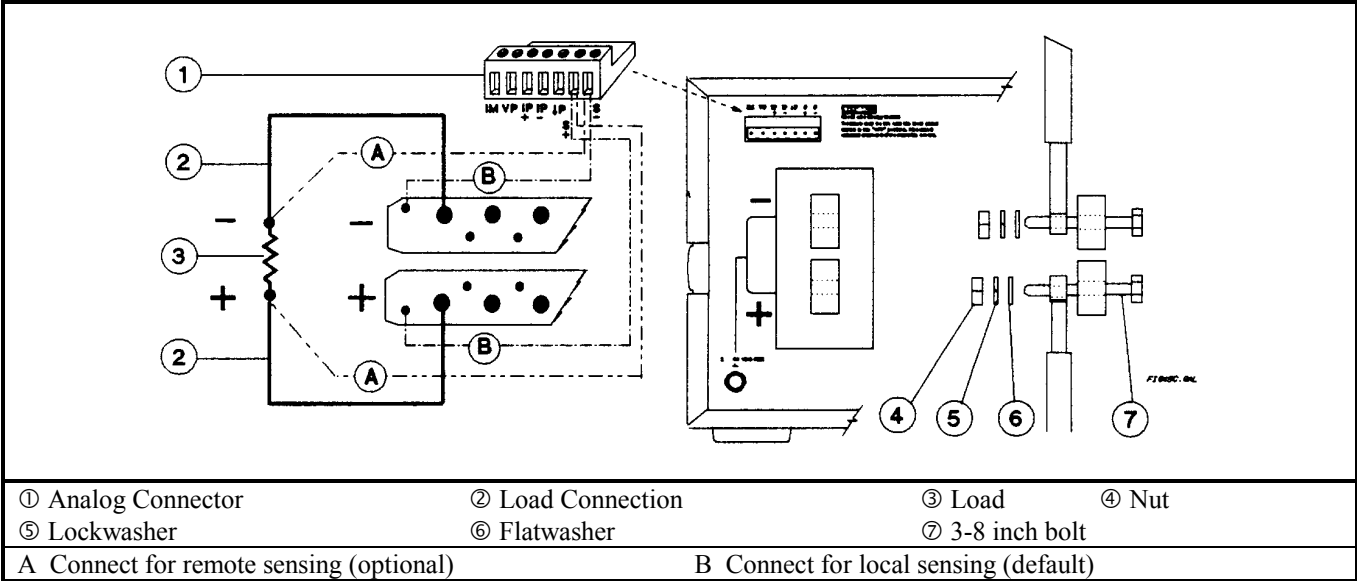 1
IM VP IP IP ↓P S
+ − −
S
+
2
A
B
−
−
3
+
+
B
2
A
−
+
4
5
6
7
① Analog Connector ② Load Connection ③ Load ④ Nut
⑤ Lockwasher ⑥ Flatwasher ⑦ 3-8 inch bolt
A Connect for remote sensing (optional) B Connect for local sensing (default)